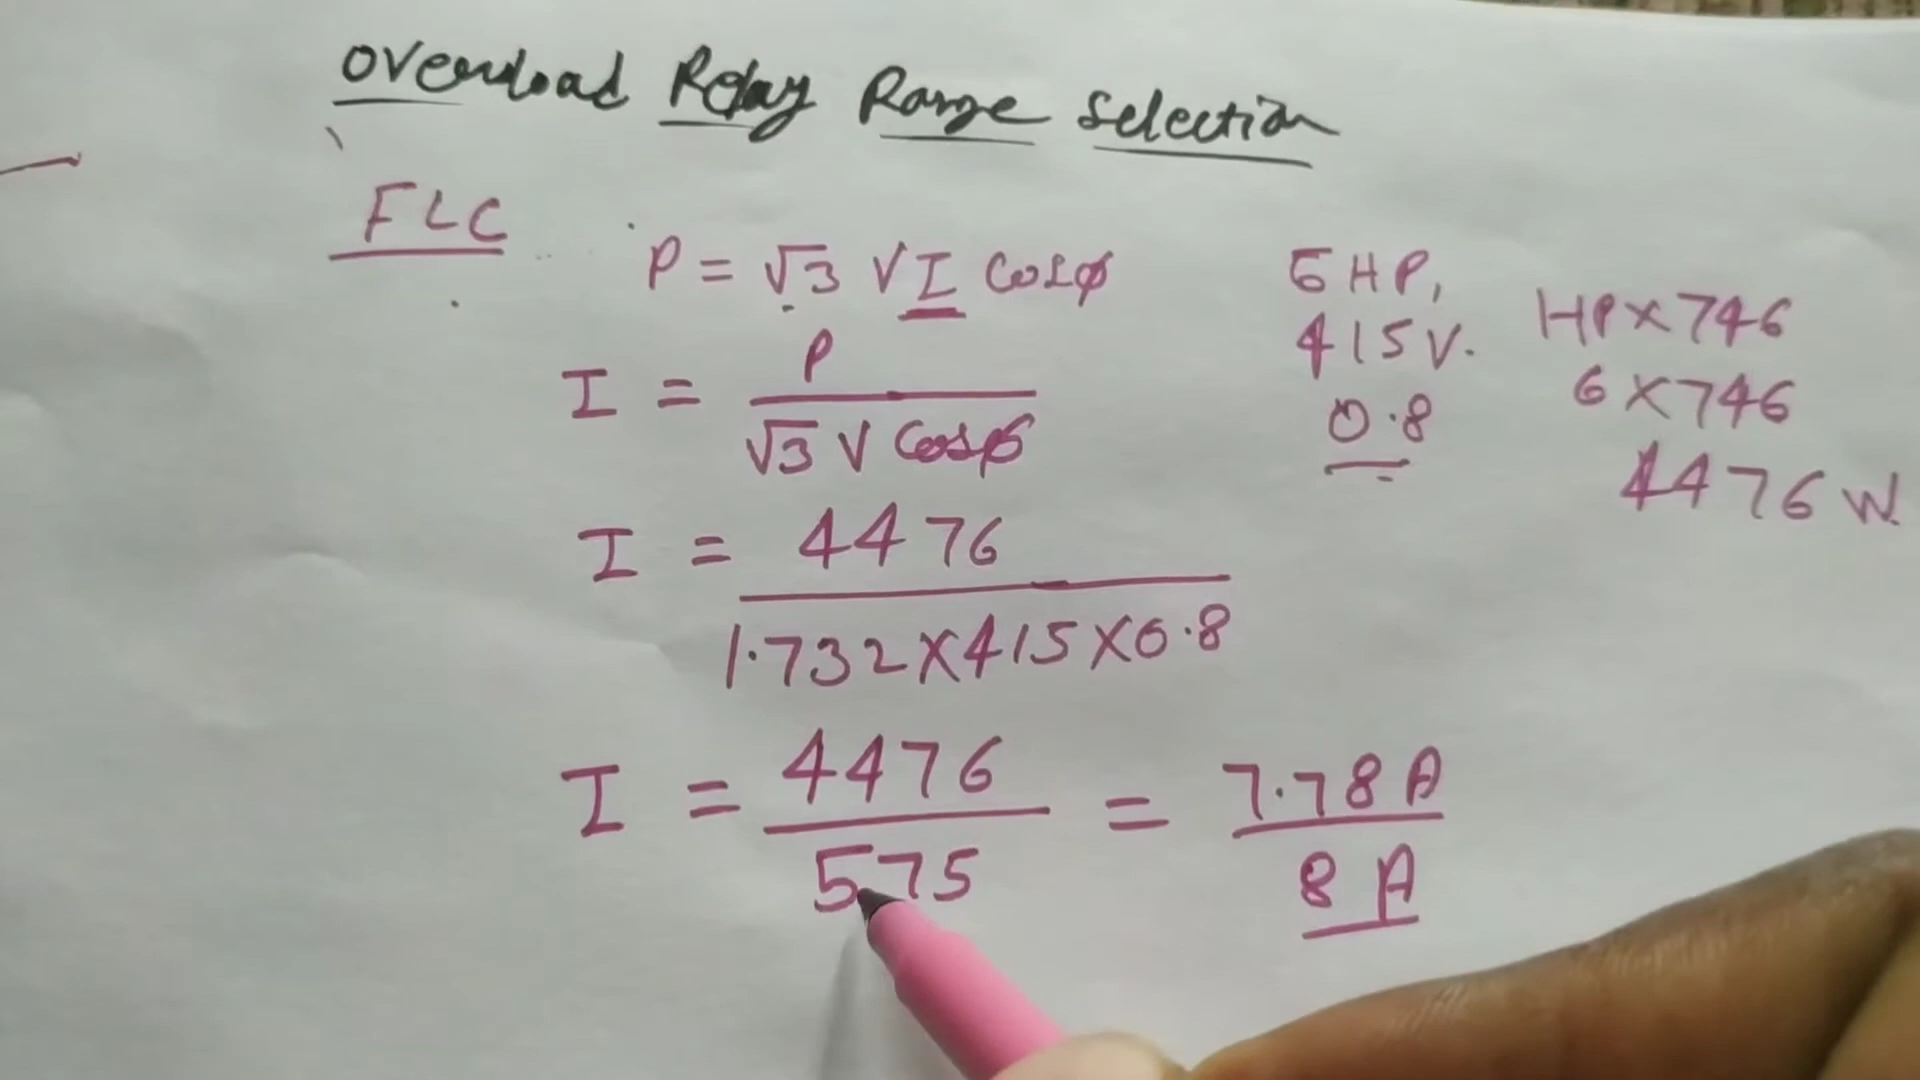 Overload Relay Range Selection
FLC
P = √3 V I Cosφ
I = P / √3 V Cosφ
I = 4476 / 1.732 X 415 X 0.8
I = 4476 / 575 = 7.78 A
8 A
6 HP,
415 V.
0.8
HP X 746
6 X 746
4476 W.